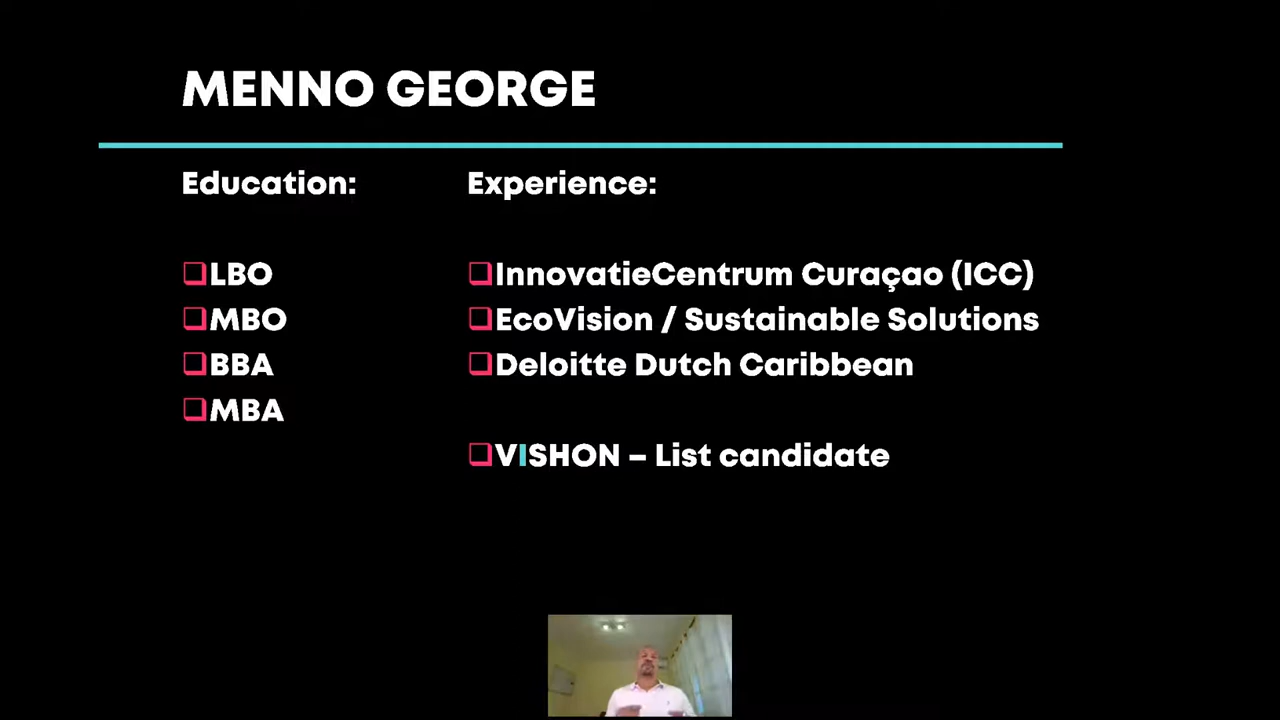 MENNO GEORGE
Education:
LBO
MBO
BBA
MBA
Experience:
InnovatieCentrum Curaçao (ICC)
EcoVision / Sustainable Solutions
Deloitte Dutch Caribbean
VISHON – List candidate